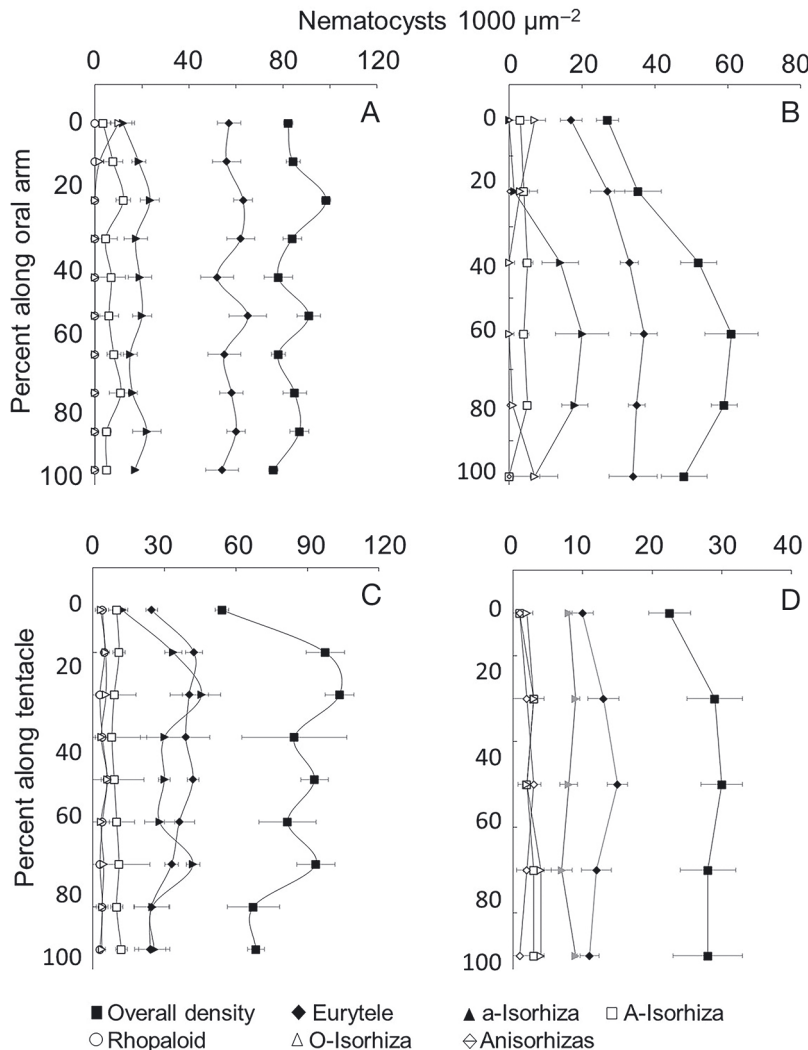 Nematocysts 1000 µm⁻²
0 40 80 120
0 20 40 60 80
A
B
Percent along oral arm
0
20
40
60
80
100
0
20
40
60
80
100
0 30 60 90 120
0 10 20 30 40
C
D
Percent along tentacle
0
20
40
60
80
100
0
20
40
60
80
100
Overall density Eurytele a-Isorhiza A-Isorhiza
Rhopaloid O-Isorhiza Anisorhizas